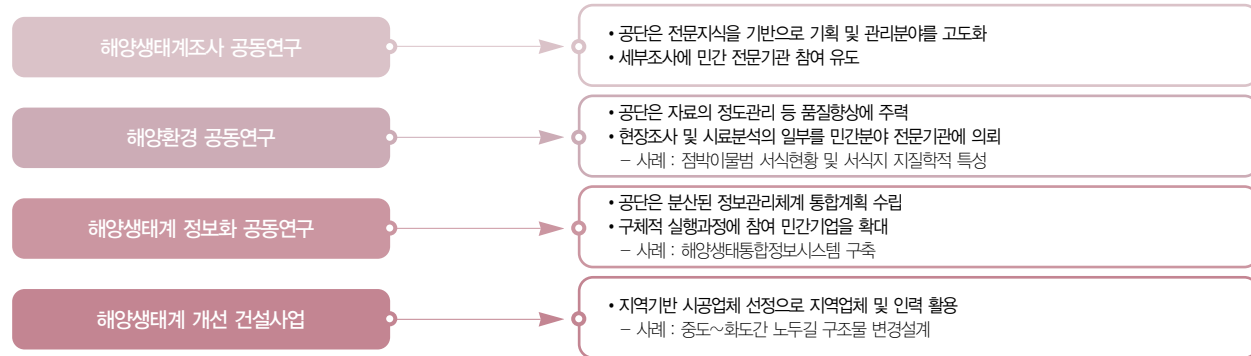 해양생태계조사 공동연구
• 공단은 전문지식을 기반으로 기획 및 관리분야를 고도화
• 세부조사에 민간 전문기관 참여 유도
해양환경 공동연구
• 공단은 자료의 정도관리 등 품질향상에 주력
• 현장조사 및 시료분석의 일부를 민간분야 전문기관에 의뢰
– 사례 : 점박이물범 서식현황 및 서식지 지질학적 특성
해양생태계 정보화 공동연구
• 공단은 분산된 정보관리체계 통합계획 수립
• 구체적 실행과정에 참여 민간기업을 확대
– 사례 : 해양생태통합정보시스템 구축
해양생태계 개선 건설사업
• 지역기반 시공업체 선정으로 지역업체 및 인력 활용
– 사례 : 중도~화도간 노두길 구조물 변경설계